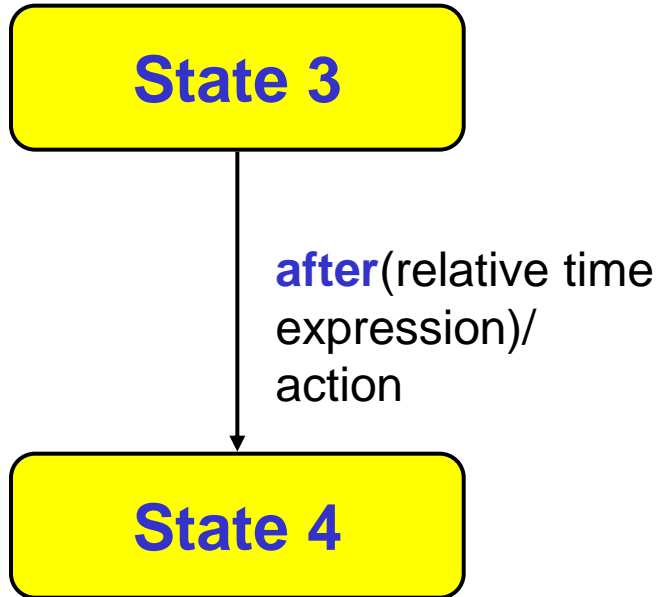 State 3
after(relative time
expression)/
action
State 4